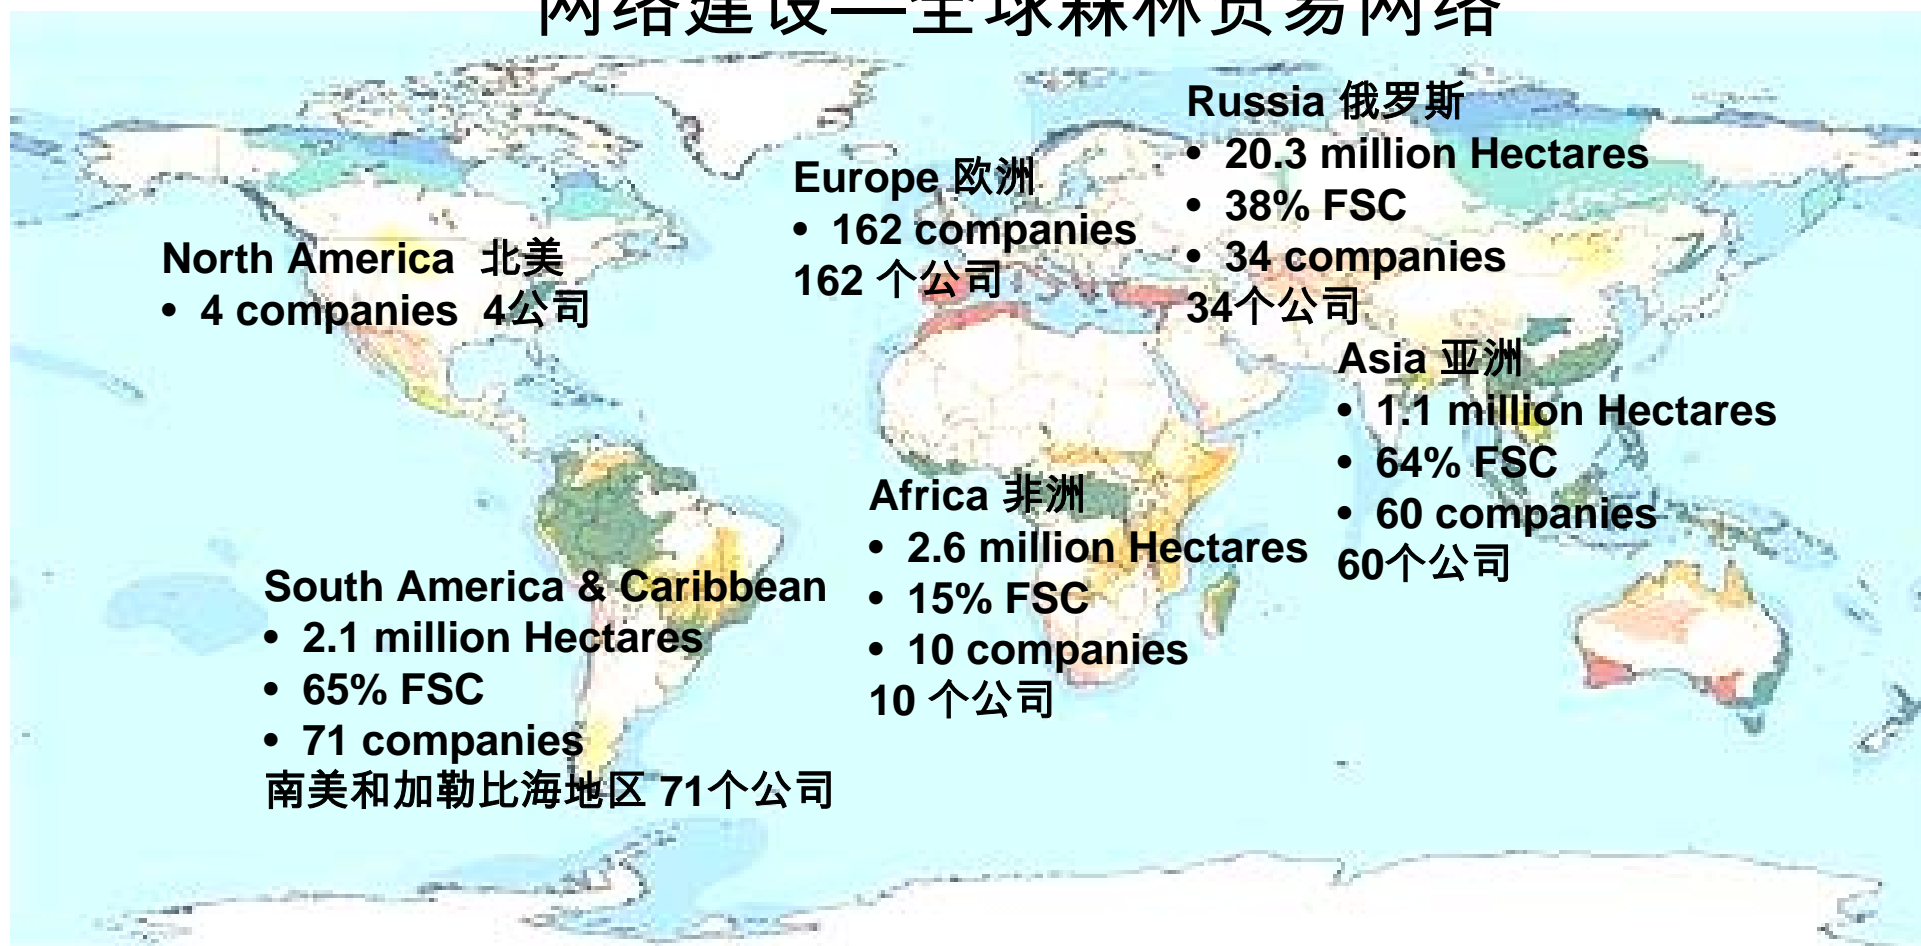 网络建设—全球森林贸易网络
North America 北美
• 4 companies 4公司
Europe 欧洲
• 162 companies
162 个公司
Russia 俄罗斯
• 20.3 million Hectares
• 38% FSC
• 34 companies
34个公司
Asia 亚洲
• 1.1 million Hectares
• 64% FSC
• 60 companies
60个公司
Africa 非洲
• 2.6 million Hectares
• 15% FSC
• 10 companies
10 个公司
South America & Caribbean
• 2.1 million Hectares
• 65% FSC
• 71 companies
南美和加勒比海地区 71个公司